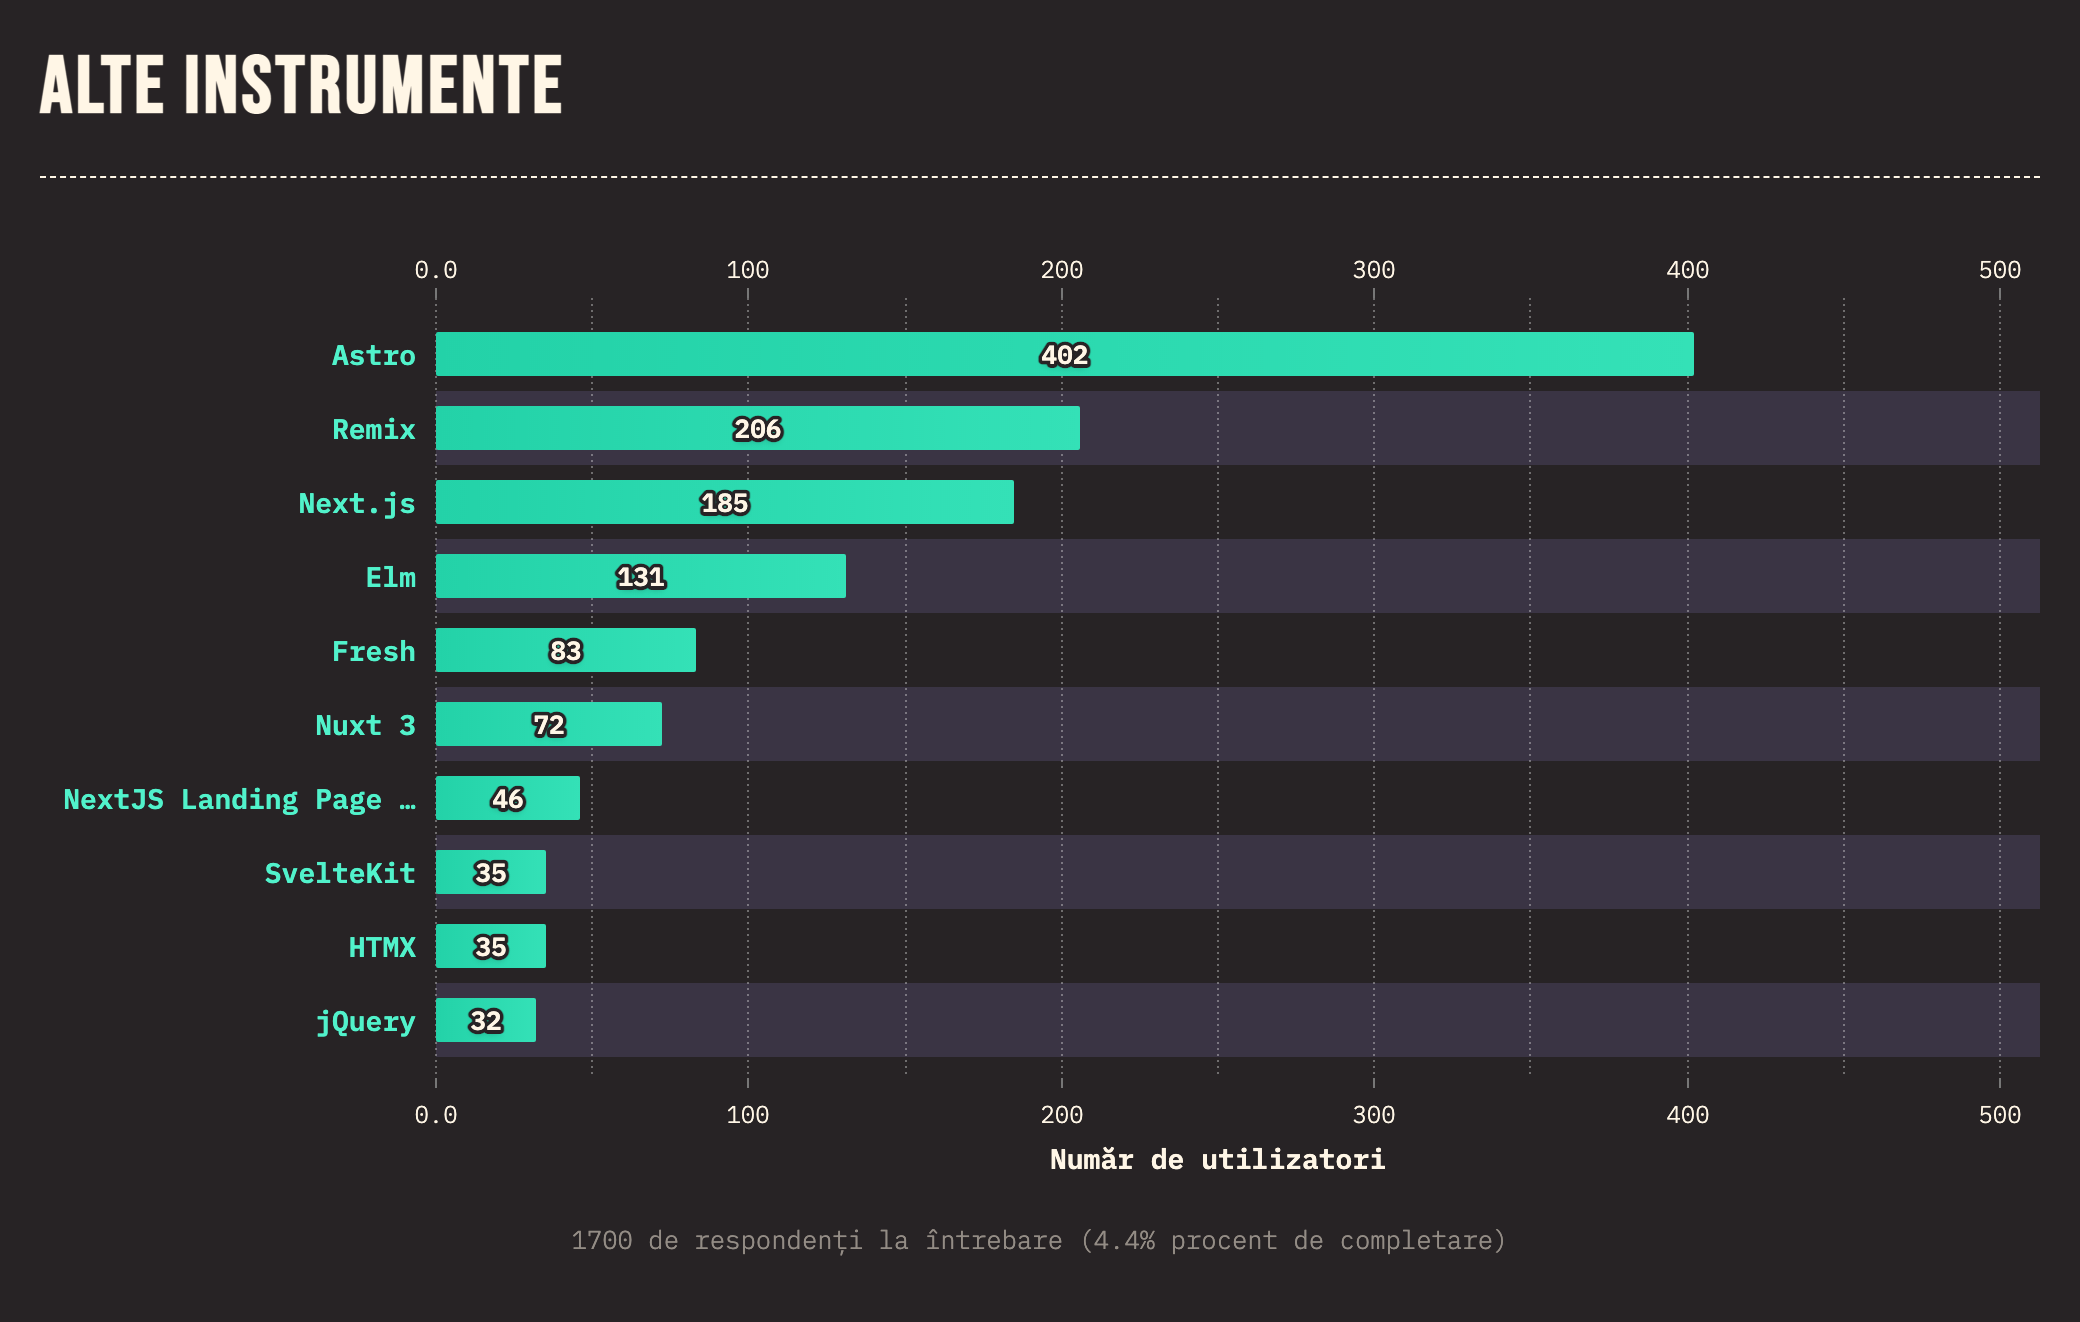 ALTE INSTRUMENTE
0.0 100 200 300 400 500
Astro 402
Remix 206
Next.js 185
Elm 131
Fresh 83
Nuxt 3 72
NextJS Landing Page … 46
SvelteKit 35
HTMX 35
jQuery 32
0.0 100 200 300 400 500
Număr de utilizatori
1700 de respondenți la întrebare (4.4% procent de completare)